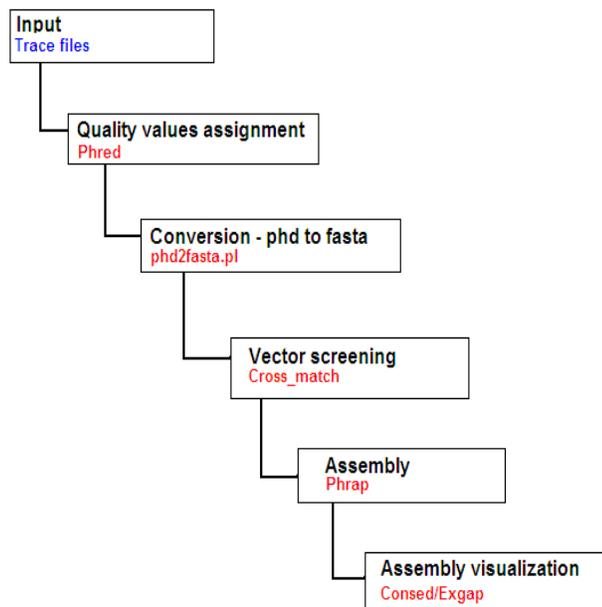 Input
Trace files
Quality values assignment
Phred
Conversion - phd to fasta
phd2fasta.pl
Vector screening
Cross_match
Assembly
Phrap
Assembly visualization
Consed/Exgap